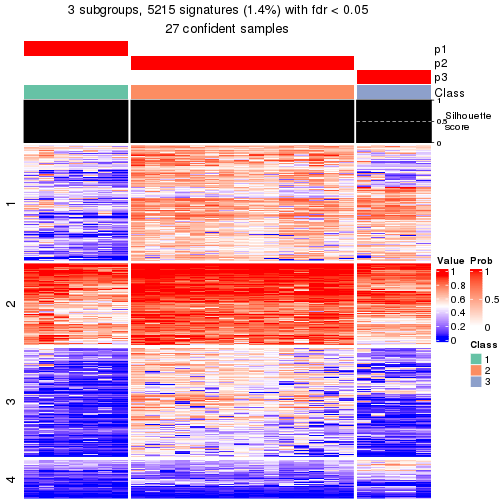 3 subgroups, 5215 signatures (1.4%) with fdr < 0.05
27 confident samples
p1
p2
p3
Class
1
0.5
0
Silhouette
score
1
2
3
4
Value
1
0.8
0.6
0.4
0.2
0
Prob
1
0.5
0
Class
1
2
3